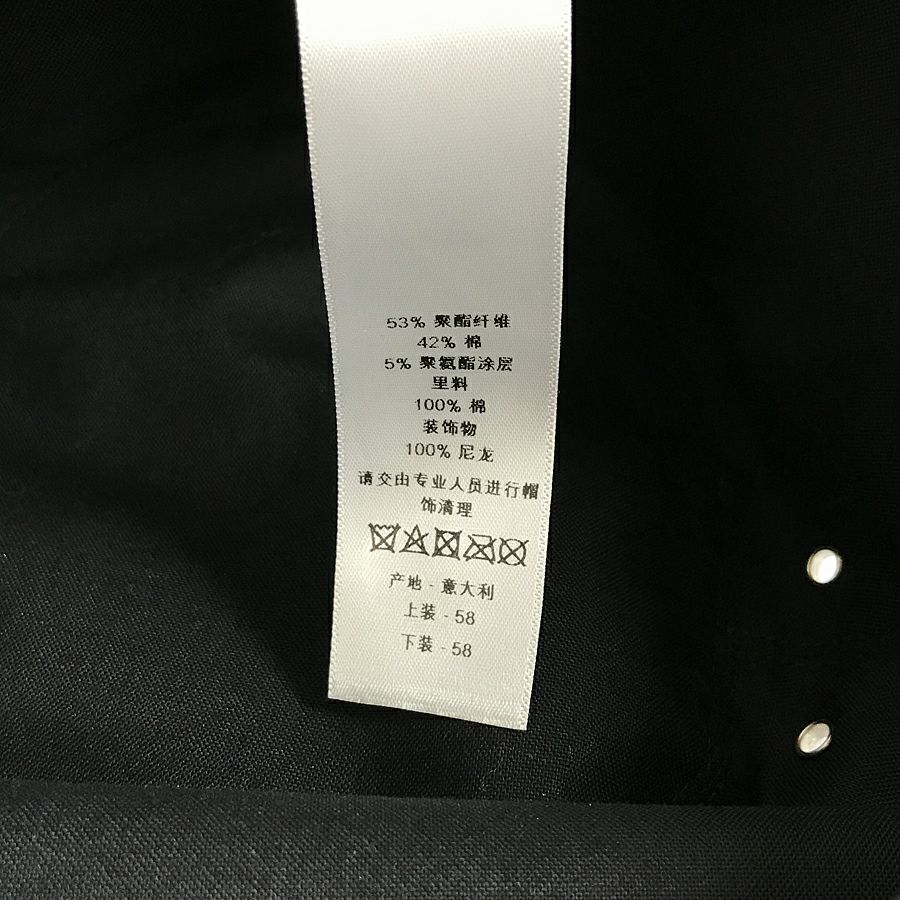 53% 聚酯纤维
42% 棉
5% 聚氨酯涂层
里料
100% 棉
装饰物
100% 尼龙
请交由专业人员进行帽
饰清理
产地 - 意大利
上装 - 58
下装 - 58